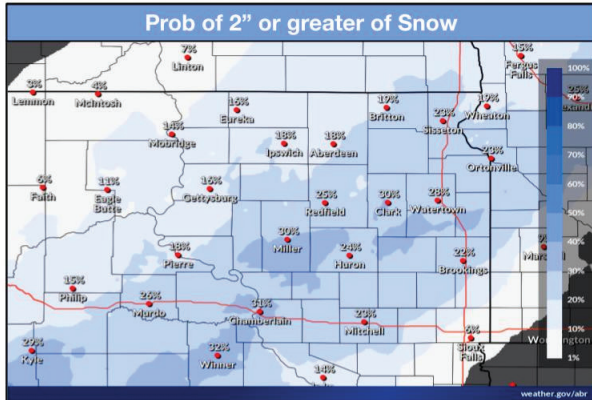 Prob of 2” or greater of Snow
7%
Linton
15%
Fergus
Falls
100%
3%
Lemmon
4%
McIntosh
25%
90%
16%
Eureka
17%
Britton
19%
Wheaton
23%
Sisseton
80%
14%
Mobridge
18%
Ipswich
18%
Aberdeen
70%
23%
Ortonville
60%
6%
Faith
11%
Eagle
Butte
16%
Gettysburg
25%
Redfield
30%
Clark
28%
Watertown
50%
30%
Miller
24%
Huron
40%
18%
Pierre
22%
Brookings
30%
15%
Philip
26%
Murdo
31%
Chamberlain
20%
23%
Mitchell
10%
29%
Kyle
32%
Winner
6%
Sioux
Falls
1%
14%
weather.gov/abr